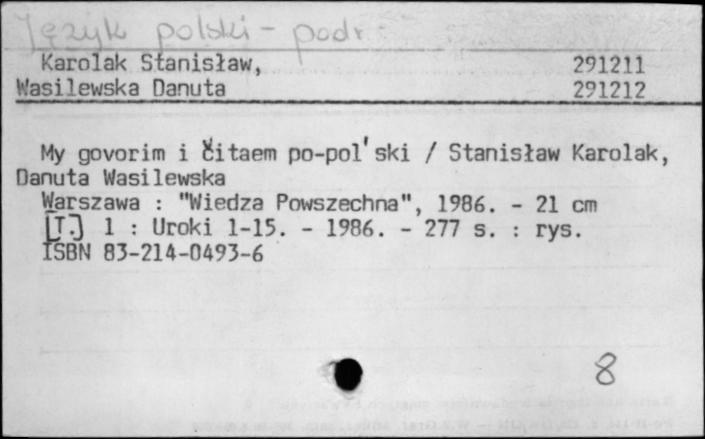 Język polski - podr.
Karolak Stanisław, 291211
Wasilewska Danuta 291212
My govorim i čitaem po-pol'ski / Stanisław Karolak,
Danuta Wasilewska
Warszawa : "Wiedza Powszechna", 1986. - 21 cm
[T.] 1 : Uroki 1-15. - 1986. - 277 s. : rys.
ISBN 83-214-0493-6
8